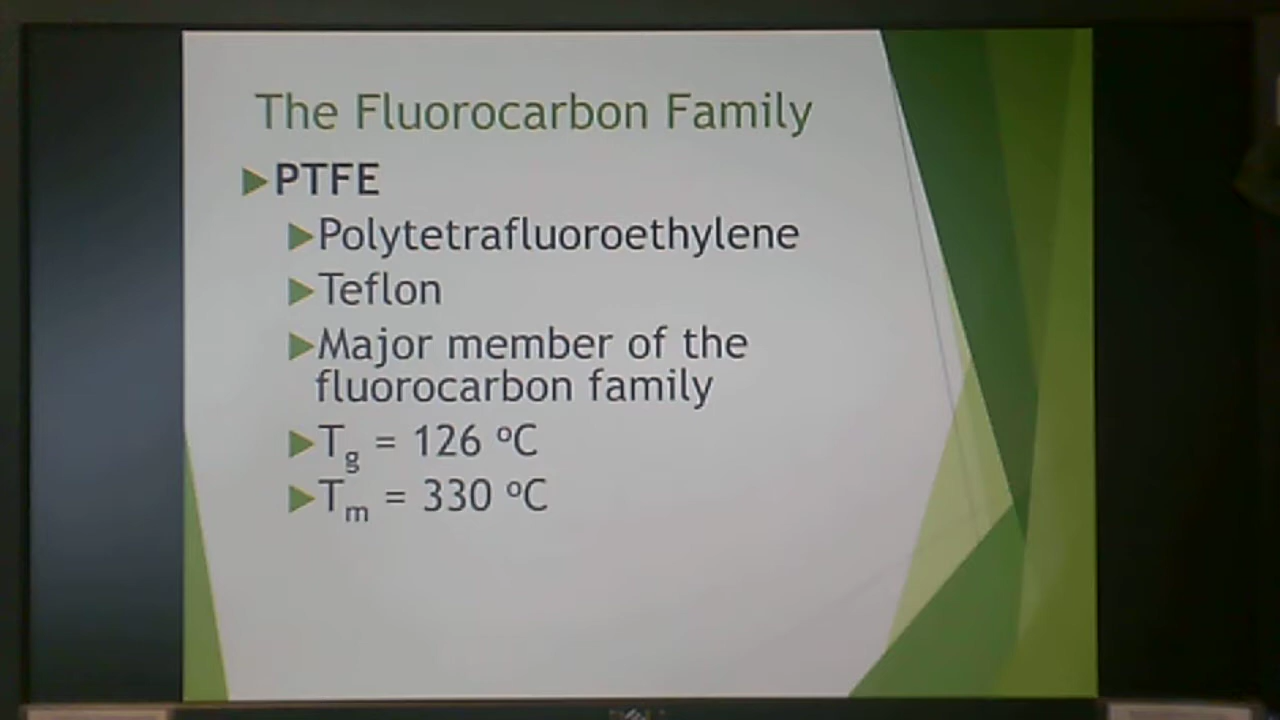 The Fluorocarbon Family
PTFE
Polytetrafluoroethylene
Teflon
Major member of the
fluorocarbon family
Tg = 126 ºC
Tm = 330 ºC